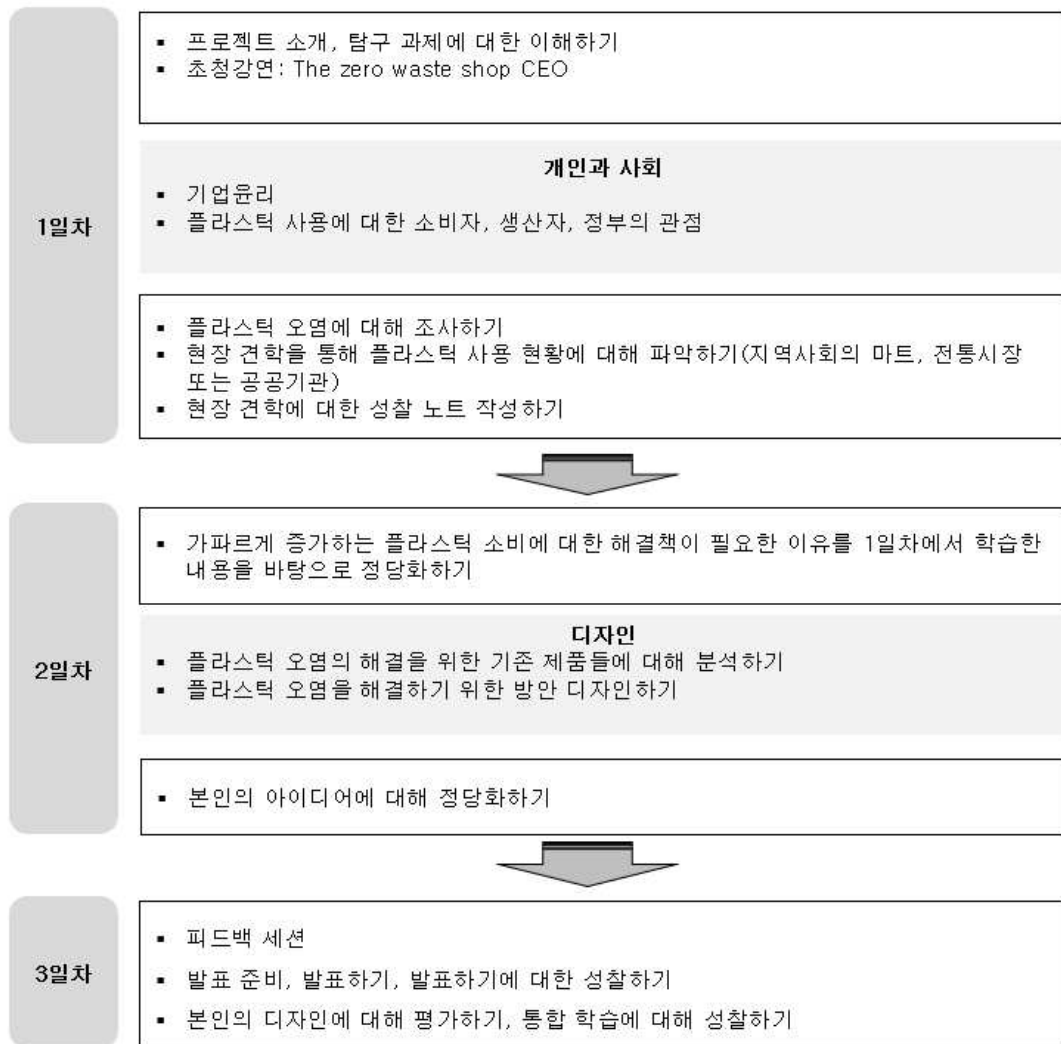 1일차
▪ 프로젝트 소개, 탐구 과제에 대한 이해하기
▪ 초청강연: The zero waste shop CEO
개인과 사회
▪ 기업윤리
▪ 플라스틱 사용에 대한 소비자, 생산자, 정부의 관점
▪ 플라스틱 오염에 대해 조사하기
▪ 현장 견학을 통해 플라스틱 사용 현황에 대해 파악하기(지역사회의 마트, 전통시장
또는 공공기관)
▪ 현장 견학에 대한 성찰 노트 작성하기
2일차
▪ 가파르게 증가하는 플라스틱 소비에 대한 해결책이 필요한 이유를 1일차에서 학습한
내용을 바탕으로 정당화하기
디자인
▪ 플라스틱 오염의 해결을 위한 기존 제품들에 대해 분석하기
▪ 플라스틱 오염을 해결하기 위한 방안 디자인하기
▪ 본인의 아이디어에 대해 정당화하기
3일차
▪ 피드백 세션
▪ 발표 준비, 발표하기, 발표하기에 대한 성찰하기
▪ 본인의 디자인에 대해 평가하기, 통합 학습에 대해 성찰하기